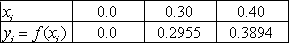 xᵢ 0.0 0.30 0.40
yᵢ = f(xᵢ) 0.0 0.2955 0.3894